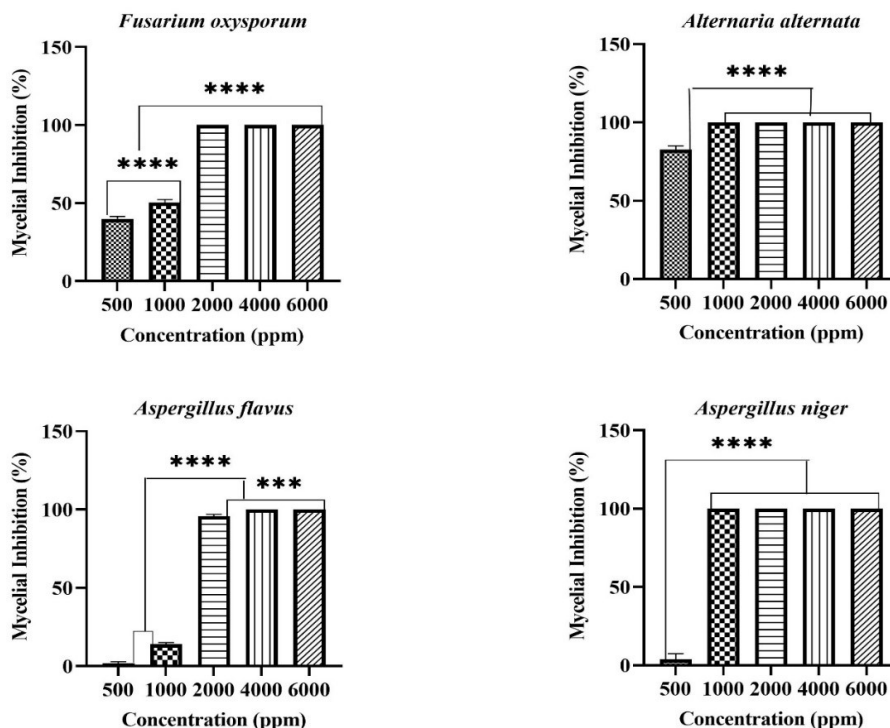 Fusarium oxysporum
Mycelial Inhibition (%)
150
100
50
0
****
****
500 1000 2000 4000 6000
Concentration (ppm)
Alternaria alternata
Mycelial Inhibition (%)
150
100
50
0
****
500 1000 2000 4000 6000
Concentration (ppm)
Aspergillus flavus
Mycelial Inhibition (%)
150
100
50
0
****
***
500 1000 2000 4000 6000
Concentration (ppm)
Aspergillus niger
Mycelial Inhibition (%)
150
100
50
0
****
500 1000 2000 4000 6000
Concentration (ppm)